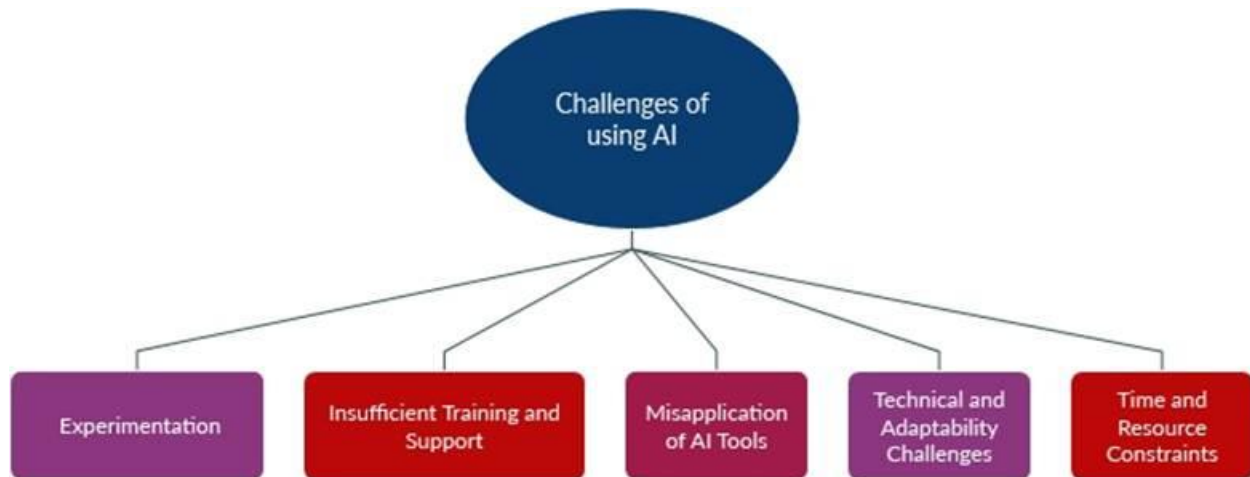 Challenges of
using AI
Experimentation
Insufficient Training and
Support
Misapplication
of AI Tools
Technical and
Adaptability
Challenges
Time and
Resource
Constraints